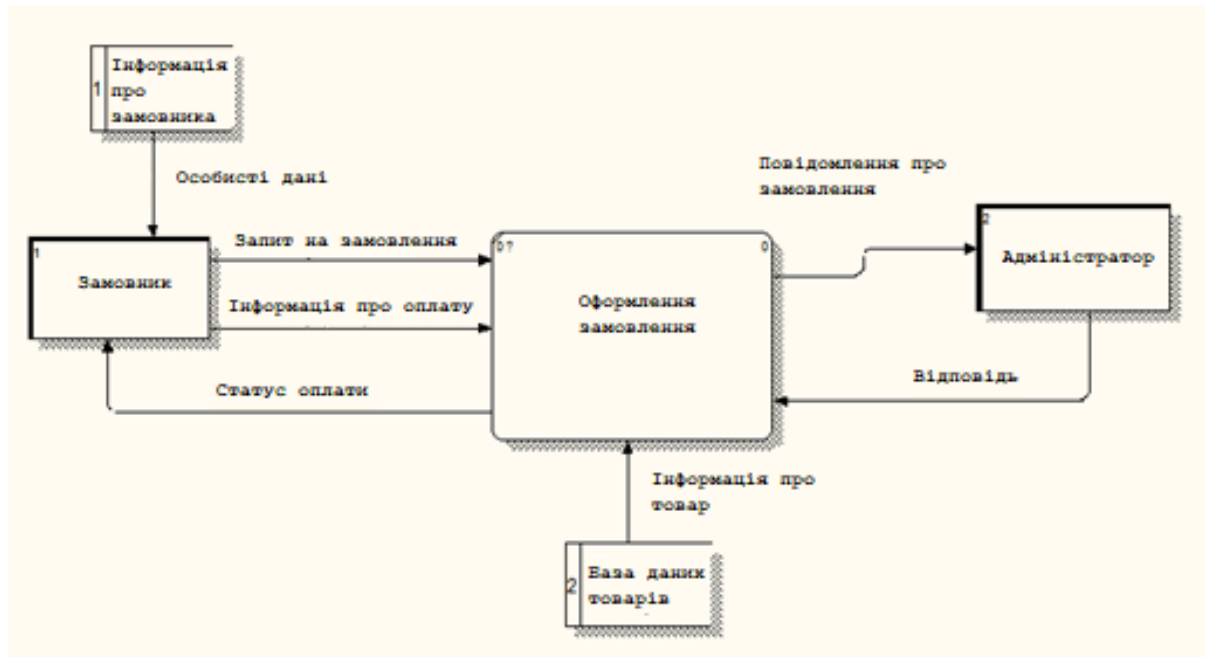 1
Інформація
про
замовника
Особисті дані
Повідомлення про
замовлення
1
Замовник
Запит на замовлення
Інформація про оплату
Статус оплати
0?
0
Оформлення
замовлення
2
Адміністратор
Відповідь
Інформація про
товар
2
База даних
товарів